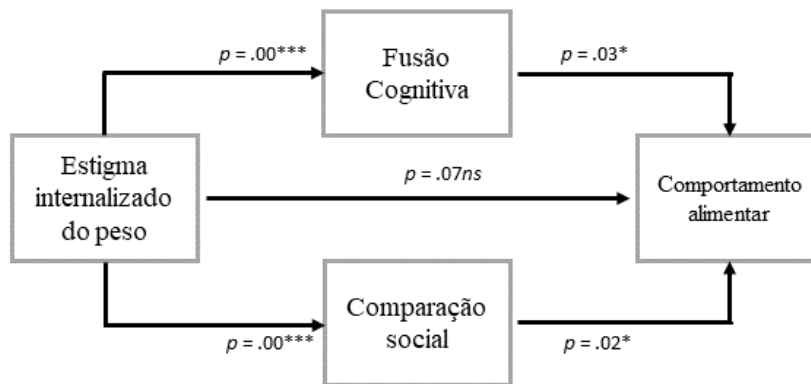 p = .00***
Fusão
Cognitiva
p = .03*
Estigma
internalizado
do peso
p = .07ns
Comportamento
alimentar
p = .00***
Comparação
social
p = .02*